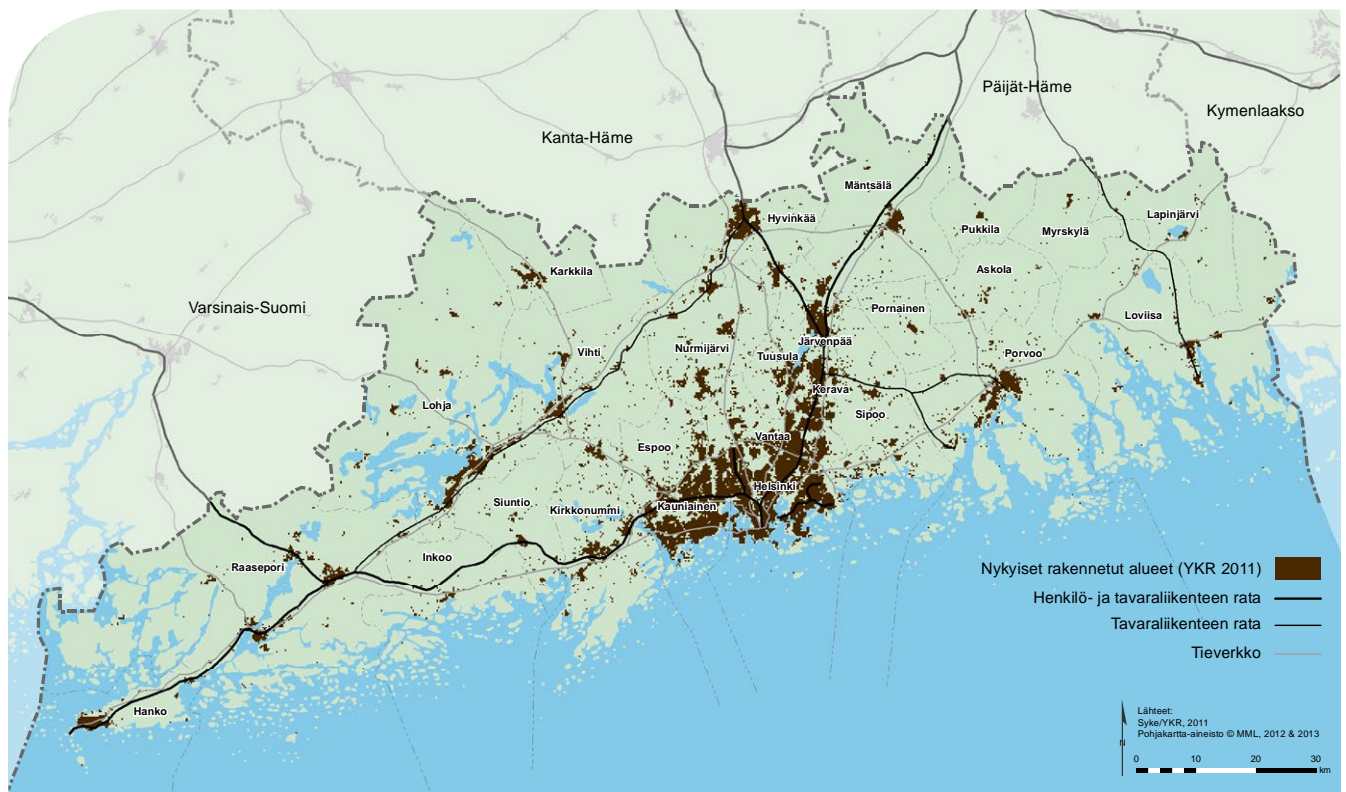 Päijät-Häme
Kymenlaakso
Kanta-Häme
Mäntsälä
Hyvinkää
Lapinjärvi
Pukkila
Myrskylä
Karkkila
Askola
Varsinais-Suomi
Pornainen
Loviisa
Järvenpää
Nurmijärvi
Vihti
Tuusula
Porvoo
Kerava
Lohja
Sipoo
Vantaa
Espoo
Helsinki
Siuntio
Kirkkonummi
Kauniainen
Inkoo
Raasepori
Hanko
Nykyiset rakennetut alueet (YKR 2011)
Henkilö- ja tavaraliikenteen rata
Tavaraliikenteen rata
Tieverkko
Lähteet:
Syke/YKR, 2011
Pohjakartta-aineisto © MML, 2012 & 2013
N
0 10 20 30
km